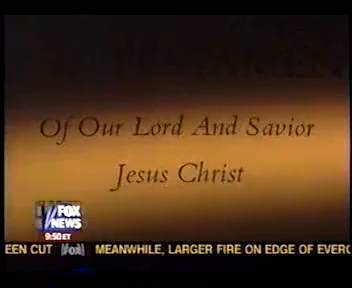 Of Our Lord And Savior
Jesus Christ
FOX
NEWS
9:50 ET
EEN CUT FOX MEANWHILE, LARGER FIRE ON EDGE OF EVERG